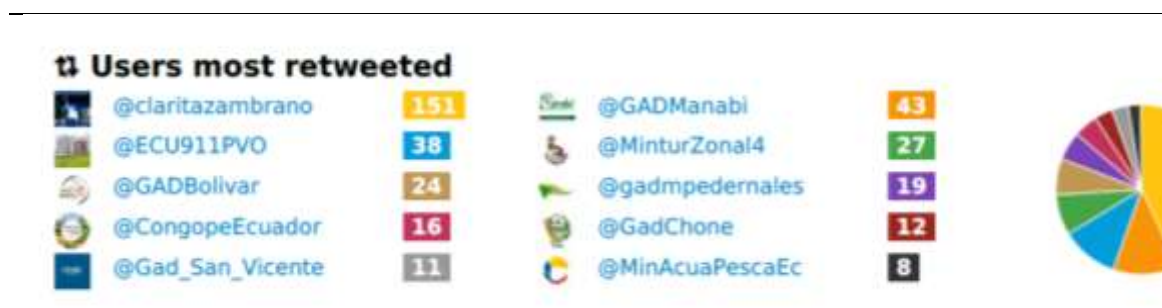 Users most retweeted
@claritazambrano 151 @GADManabi 43
@ECU911PVO 38 @MinturZonal4 27
@GADBolivar 24 @gadmpedernales 19
@CongopeEcuador 16 @GadChone 12
@Gad_San_Vicente 11 @MinAcuaPescaEc 8